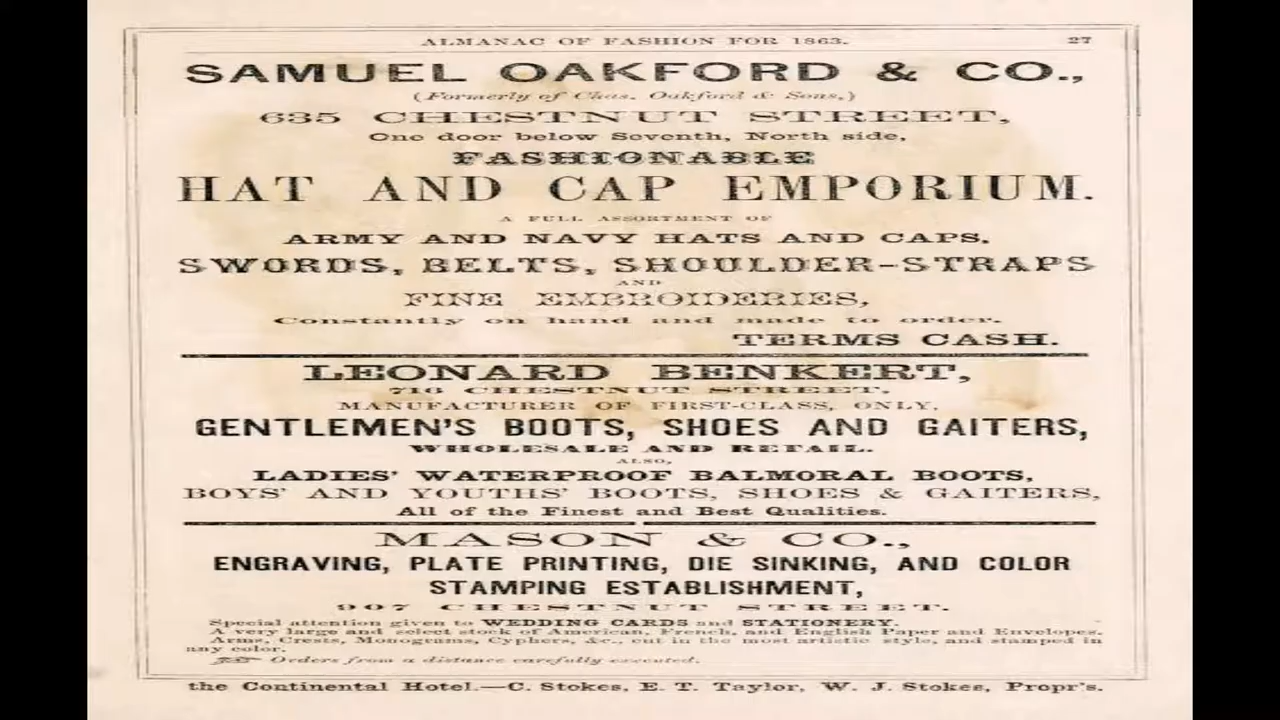 ALMANAC OF FASHION FOR 1863. 27
SAMUEL OAKFORD & CO.,
(Formerly of Chas. Oakford & Sons,)
635 CHESTNUT STREET,
One door below Seventh, North side,
FASHIONABLE
HAT AND CAP EMPORIUM.
A FULL ASSORTMENT OF
ARMY AND NAVY HATS AND CAPS,
SWORDS, BELTS, SHOULDER-STRAPS
AND
FINE EMBROIDERIES,
Constantly on hand and made to order.
TERMS CASH.
LEONARD BENKERT,
716 CHESTNUT STREET,
MANUFACTURER OF FIRST-CLASS, ONLY,
GENTLEMEN'S BOOTS, SHOES AND GAITERS,
WHOLESALE AND RETAIL.
ALSO,
LADIES' WATERPROOF BALMORAL BOOTS,
BOYS' AND YOUTHS' BOOTS, SHOES & GAITERS,
All of the Finest and Best Qualities.
MASON & CO.,
ENGRAVING, PLATE PRINTING, DIE SINKING, AND COLOR
STAMPING ESTABLISHMENT,
907 CHESTNUT STREET.
Special attention given to WEDDING CARDS and STATIONERY.
A very large and select stock of American, French, and English Paper and Envelopes.
Arms, Crests, Monograms, Cyphers, &c., cut in the most artistic style, and stamped in
any color.
☞ Orders from a distance carefully executed.
the Continental Hotel.—C. Stokes, E. T. Taylor, W. J. Stokes, Propr's.